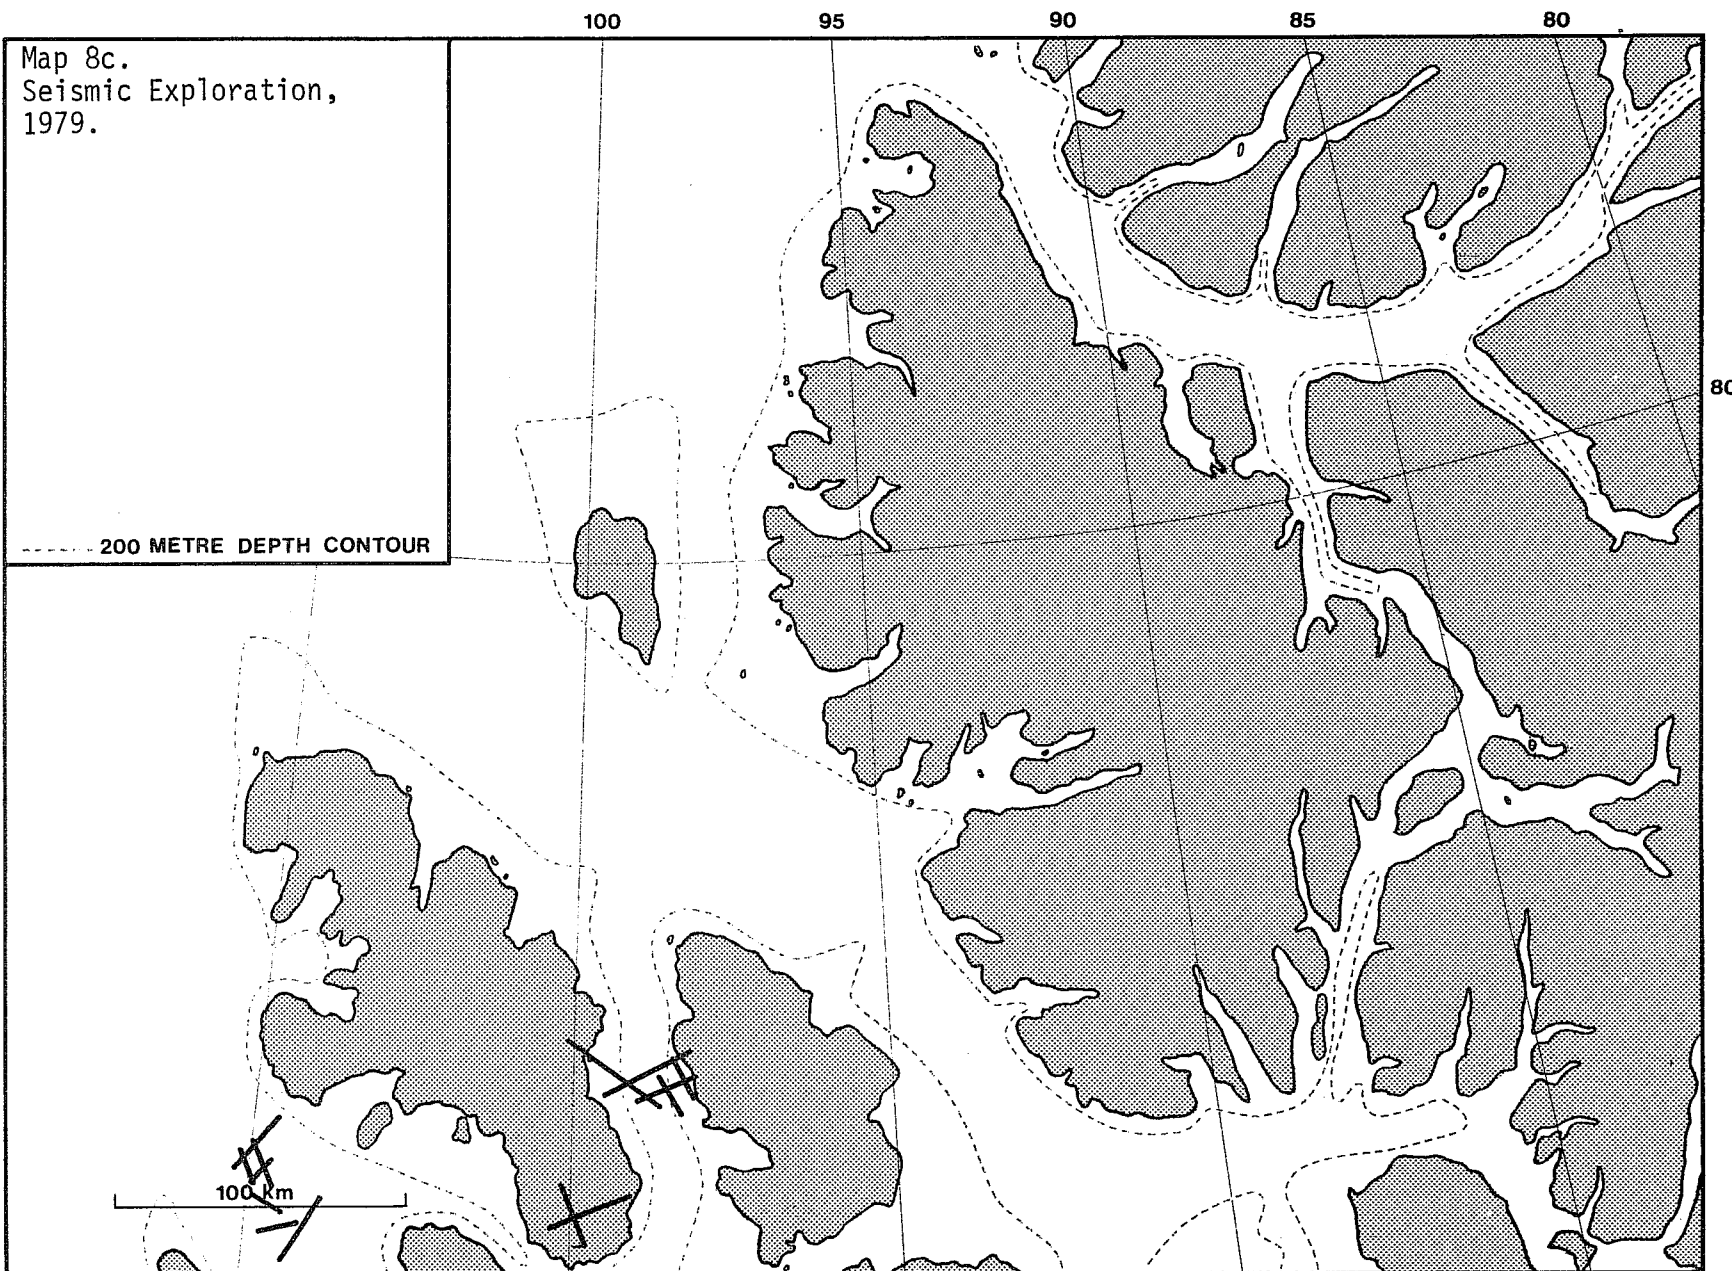 100 95 90 85 80
Map 8c.
Seismic Exploration,
1979.
80
200 METRE DEPTH CONTOUR
100 km